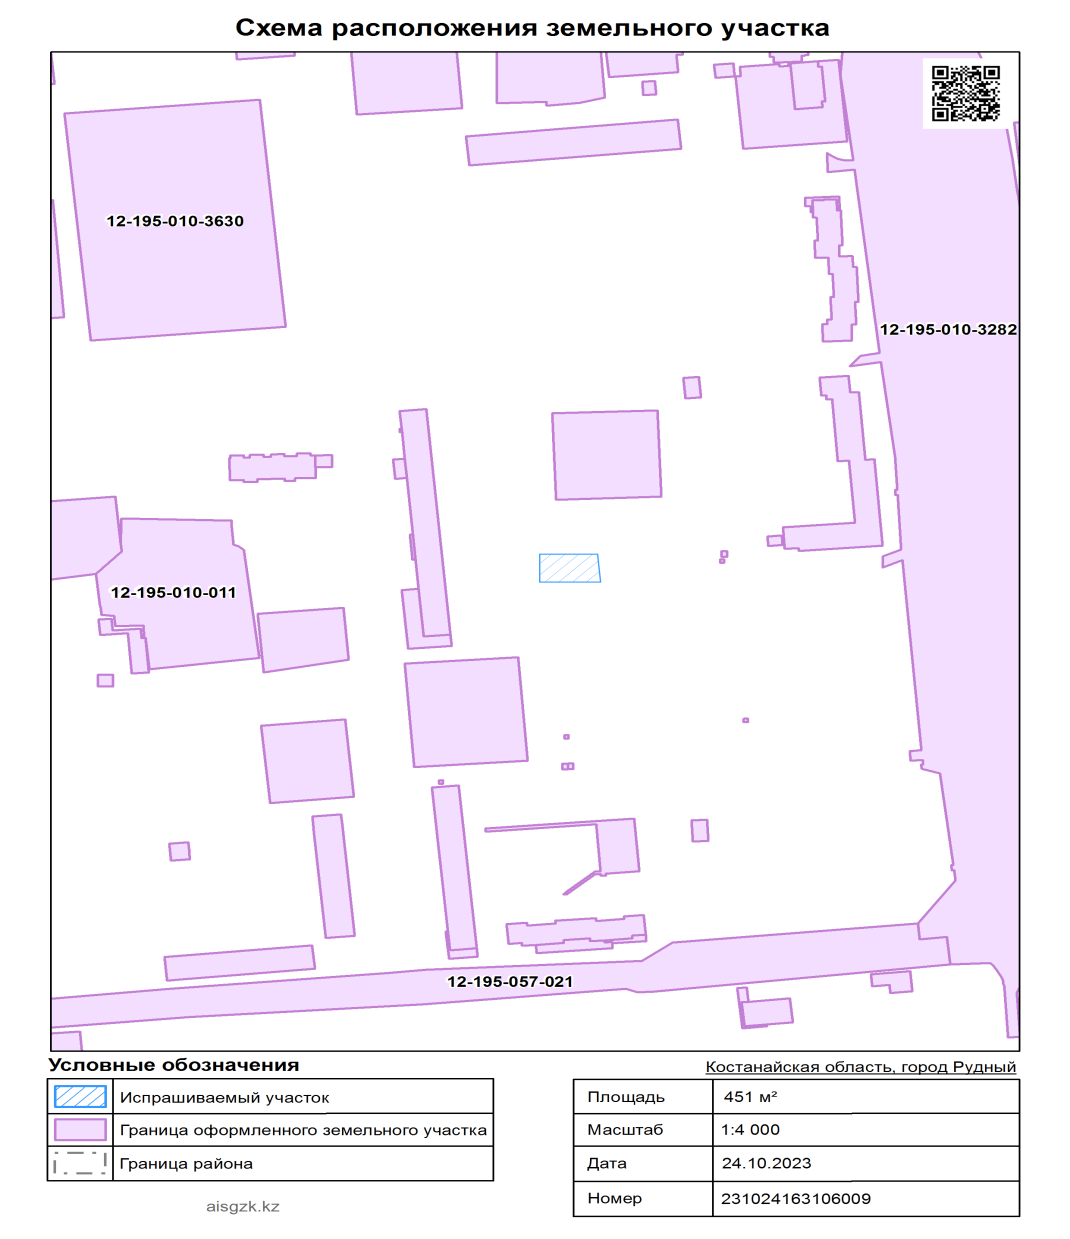 Схема расположения земельного участка
12-195-010-3630
12-195-010-3282
12-195-010-011
12-195-057-021
Условные обозначения
Испрашиваемый участок
Граница оформленного земельного участка
Граница района
aisgzk.kz
Костанайская область, город Рудный
Площадь 451 м²
Масштаб 1:4 000
Дата 24.10.2023
Номер 231024163106009